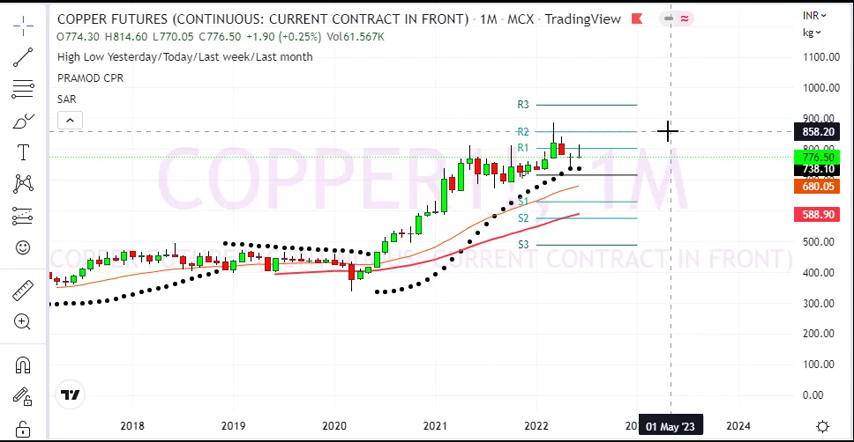 COPPER FUTURES (CONTINUOUS: CURRENT CONTRACT IN FRONT) · 1M · MCX · TradingView
INR
O774.30 H814.60 L770.05 C776.50 +1.90 (+0.25%) Vol61.567K
kg
High Low Yesterday/Today/Last week/Last month
1100.00
PRAMOD CPR
1000.00
SAR
R3
900.00
R2
858.20
R1
800.00
776.50
738.10
P
680.05
S1
588.90
S2
S3
500.00
400.00
300.00
200.00
100.00
0.00
2018
2019
2020
2021
2022
01 May '23
2024